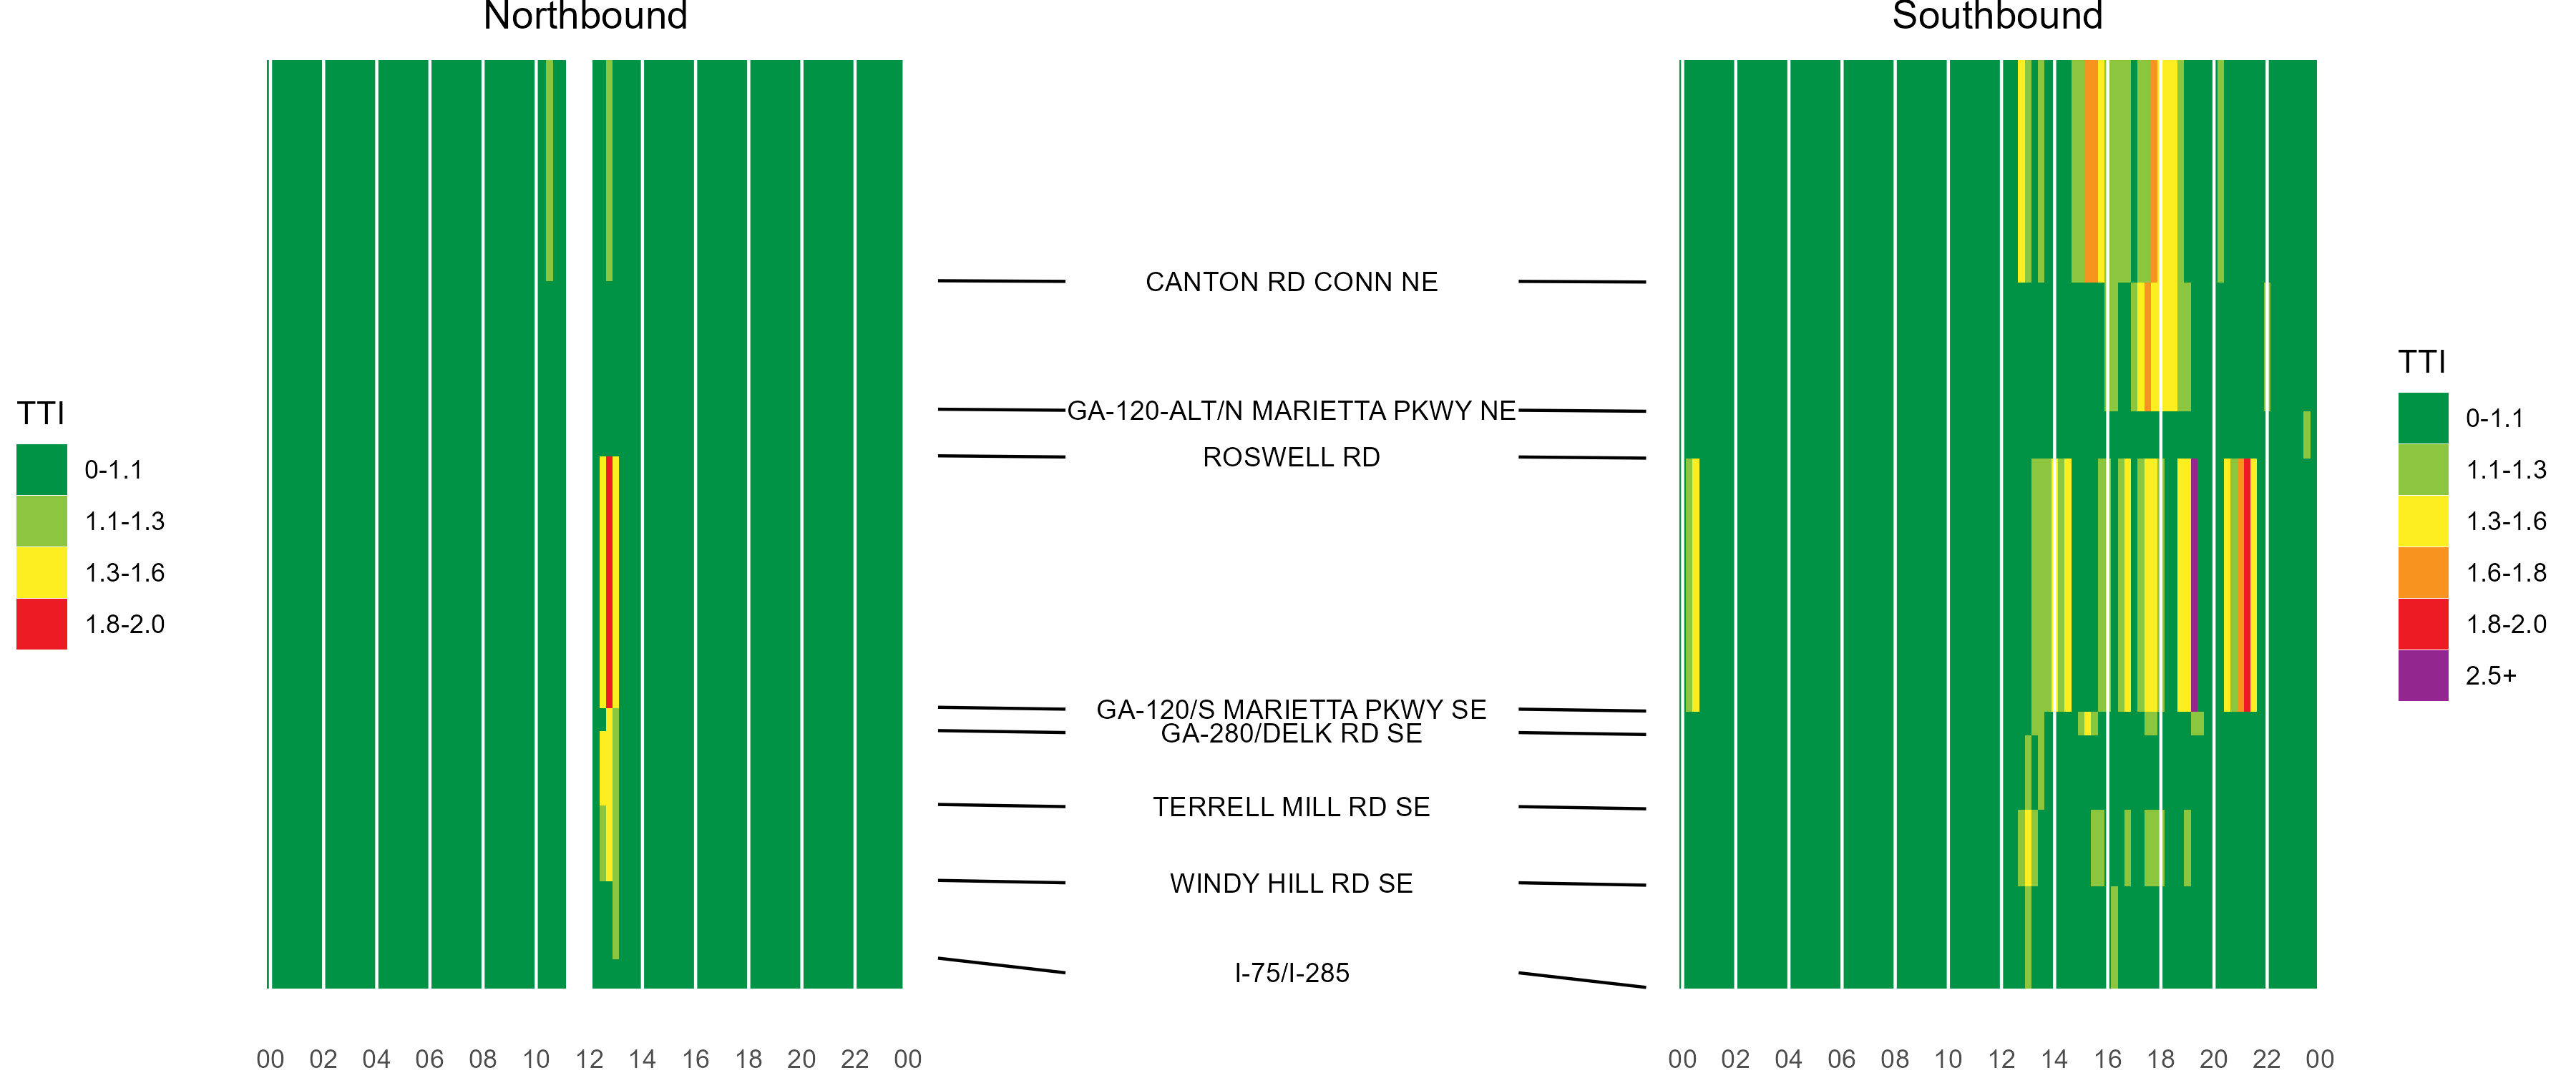 Northbound
Southbound
CANTON RD CONN NE
GA-120-ALT/N MARIETTA PKWY NE
ROSWELL RD
GA-120/S MARIETTA PKWY SE
GA-280/DELK RD SE
TERRELL MILL RD SE
WINDY HILL RD SE
I-75/I-285
TTI
0-1.1
1.1-1.3
1.3-1.6
1.8-2.0
TTI
0-1.1
1.1-1.3
1.3-1.6
1.6-1.8
1.8-2.0
2.5+
00 02 04 06 08 10 12 14 16 18 20 22 00
00 02 04 06 08 10 12 14 16 18 20 22 00